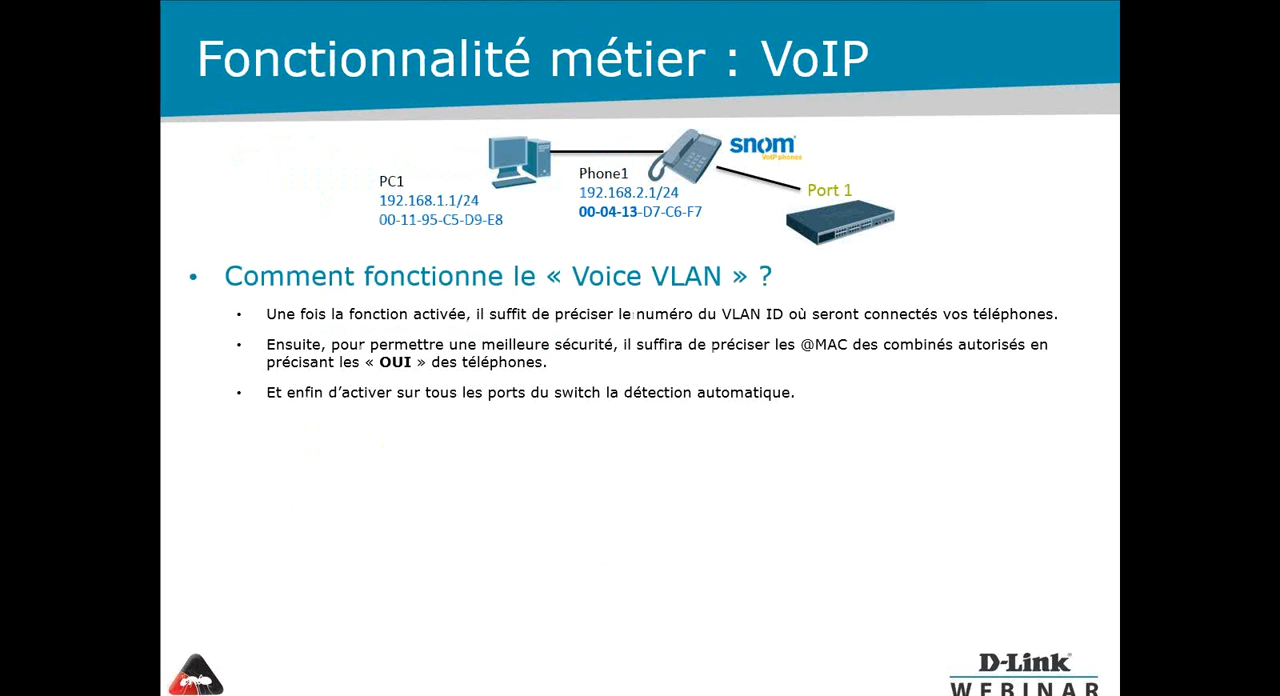 Fonctionnalité métier : VoIP
snom
VoIP phones
PC1
192.168.1.1/24
00-11-95-C5-D9-E8
Phone1
192.168.2.1/24
00-04-13-D7-C6-F7
Port 1
• Comment fonctionne le « Voice VLAN » ?
• Une fois la fonction activée, il suffit de préciser le numéro du VLAN ID où seront connectés vos téléphones.
• Ensuite, pour permettre une meilleure sécurité, il suffira de préciser les @MAC des combinés autorisés en
précisant les « OUI » des téléphones.
• Et enfin d’activer sur tous les ports du switch la détection automatique.
D-Link
WEBINAR